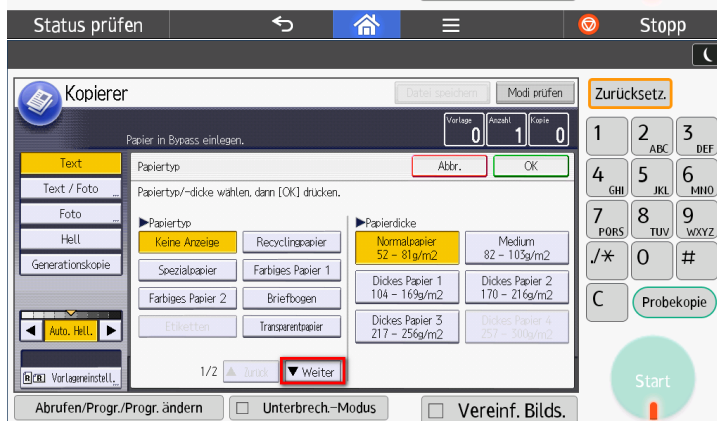 Status prüfen
Stopp
Kopierer
Datei speichern
Modi prüfen
Zurücksetz.
Papier in Bypass einlegen.
Vorlage
0
Anzahl
1
Kopie
0
Text
Text / Foto
Foto
Hell
Generationskopie
Auto. Hell.
Vorlageneinstell.
Papiertyp
Abbr.
OK
Papiertyp/-dicke wählen, dann [OK] drücken.
▶Papiertyp
Keine Anzeige
Recyclingpapier
Spezialpapier
Farbiges Papier 1
Farbiges Papier 2
Briefbogen
Etiketten
Transparentpapier
1/2
▲ Zurück
▼ Weiter
▶Papierdicke
Normalpapier
52 – 81g/m2
Medium
82 – 103g/m2
Dickes Papier 1
104 – 169g/m2
Dickes Papier 2
170 – 216g/m2
Dickes Papier 3
217 – 256g/m2
Dickes Papier 4
257 – 300g/m2
1
2 ABC
3 DEF
4 GHI
5 JKL
6 MNO
7 PQRS
8 TUV
9 WXYZ
./*
0
#
C
Probekopie
Start
Abrufen/Progr./Progr. ändern
Unterbrech.-Modus
Vereinf. Bilds.